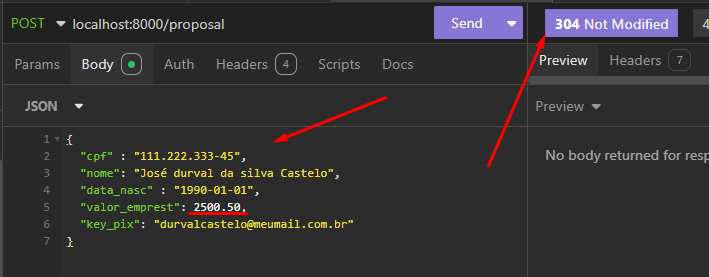 POST localhost:8000/proposal Send 304 Not Modified 4
Params Body Auth Headers 4 Scripts Docs Preview Headers 7
JSON Preview
1 {
2 "cpf" : "111.222.333-45",
3 "nome": "José durval da silva Castelo",
4 "data_nasc" : "1990-01-01",
5 "valor_emprest": 2500.50,
6 "key_pix": "durvalcastelo@meumail.com.br"
7 }
No body returned for resp